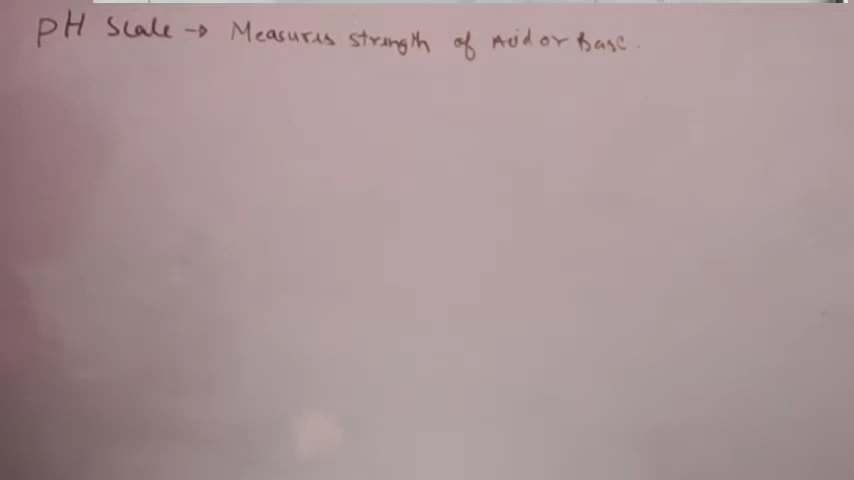 pH Scale → Measures strength of Acid or Base.